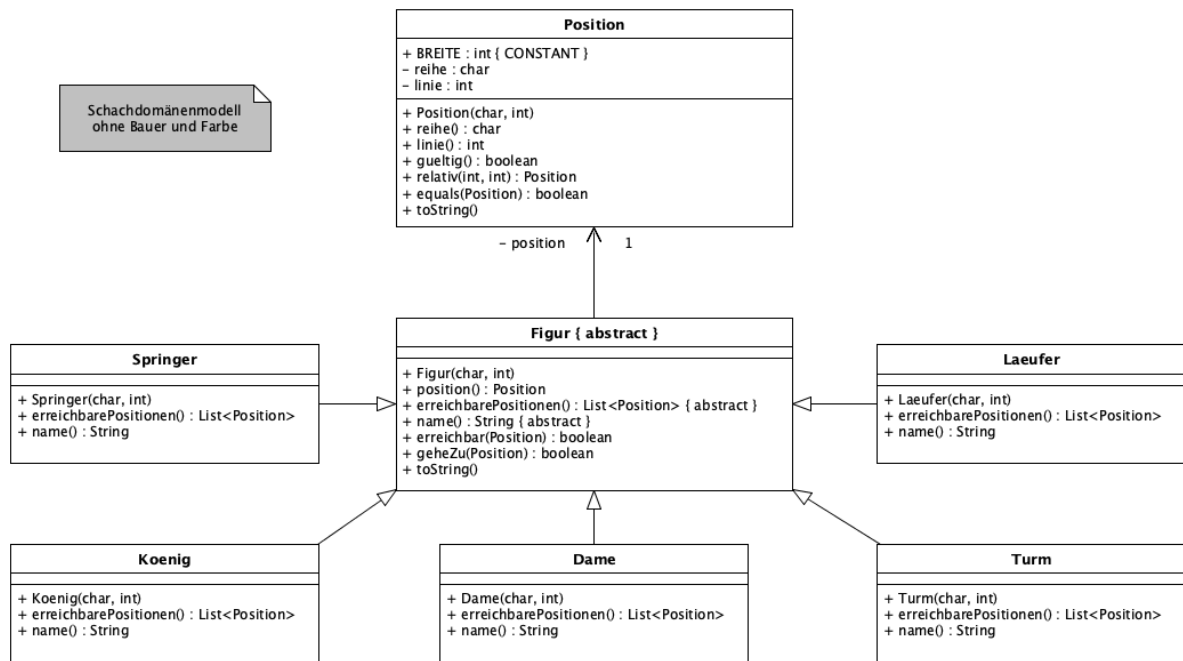 Position
+ BREITE : int { CONSTANT }
− reihe : char
− linie : int
+ Position(char, int)
+ reihe() : char
+ linie() : int
+ gueltig() : boolean
+ relativ(int, int) : Position
+ equals(Position) : boolean
+ toString()
Schachdomänenmodell
ohne Bauer und Farbe
− position 1
Figur { abstract }
+ Figur(char, int)
+ position() : Position
+ erreichbarePositionen() : List<Position> { abstract }
+ name() : String { abstract }
+ erreichbar(Position) : boolean
+ geheZu(Position) : boolean
+ toString()
Springer
+ Springer(char, int)
+ erreichbarePositionen() : List<Position>
+ name() : String
Laeufer
+ Laeufer(char, int)
+ erreichbarePositionen() : List<Position>
+ name() : String
Koenig
+ Koenig(char, int)
+ erreichbarePositionen() : List<Position>
+ name() : String
Dame
+ Dame(char, int)
+ erreichbarePositionen() : List<Position>
+ name() : String
Turm
+ Turm(char, int)
+ erreichbarePositionen() : List<Position>
+ name() : String